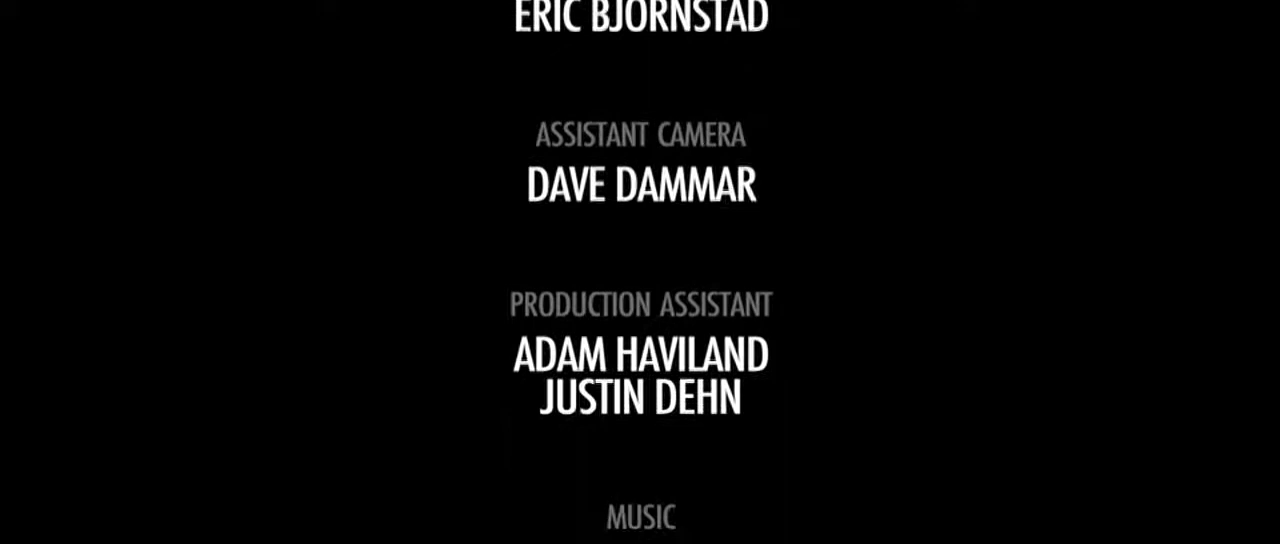 ERIC BJORNSTAD
ASSISTANT CAMERA
DAVE DAMMAR
PRODUCTION ASSISTANT
ADAM HAVILAND
JUSTIN DEHN
MUSIC